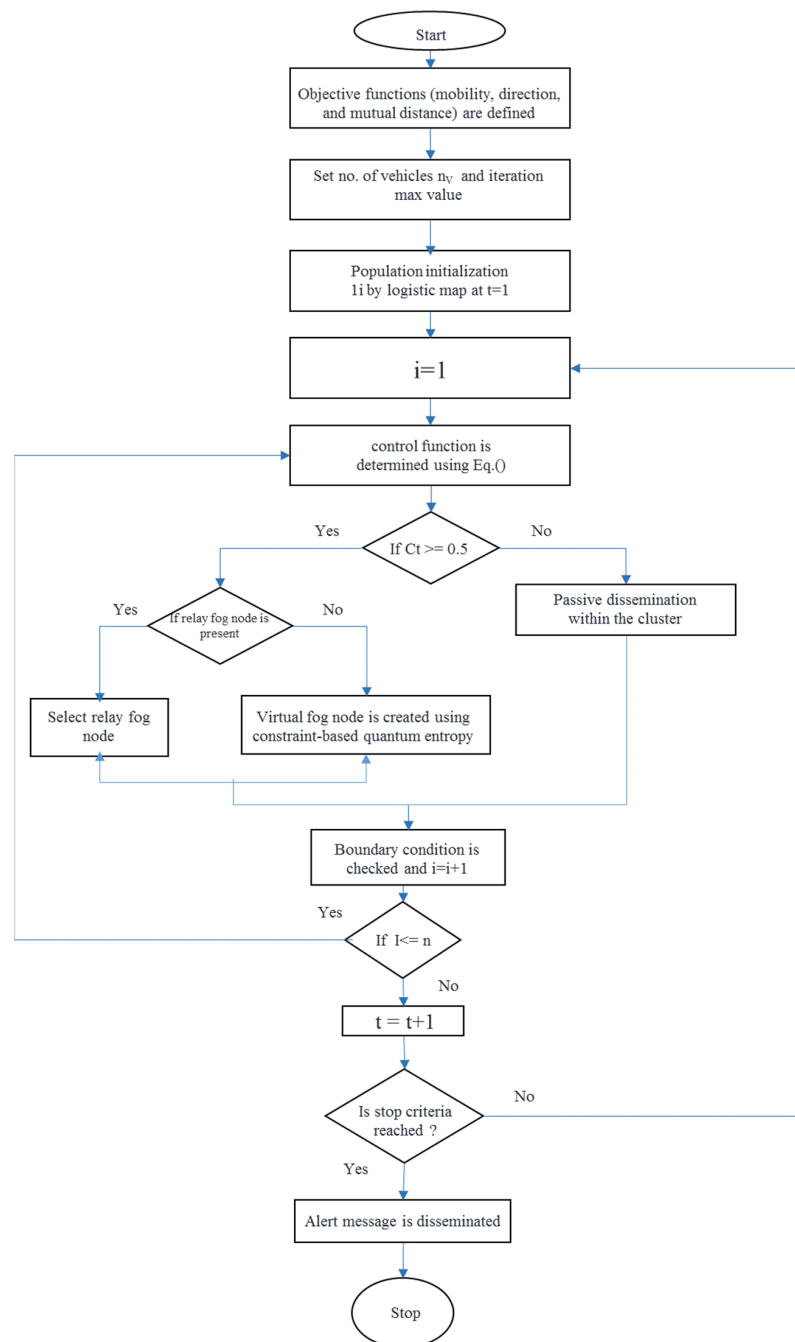 Start
Objective functions (mobility, direction,
and mutual distance) are defined
Set no. of vehicles nV and iteration
max value
Population initialization
1i by logistic map at t=1
i=1
control function is
determined using Eq.()
Yes
If Ct >= 0.5
No
Yes
If relay fog node is
present
No
Passive dissemination
within the cluster
Select relay fog
node
Virtual fog node is created using
constraint-based quantum entropy
Boundary condition is
checked and i=i+1
Yes
If I<= n
No
t = t+1
Is stop criteria
reached ?
No
Yes
Alert message is disseminated
Stop